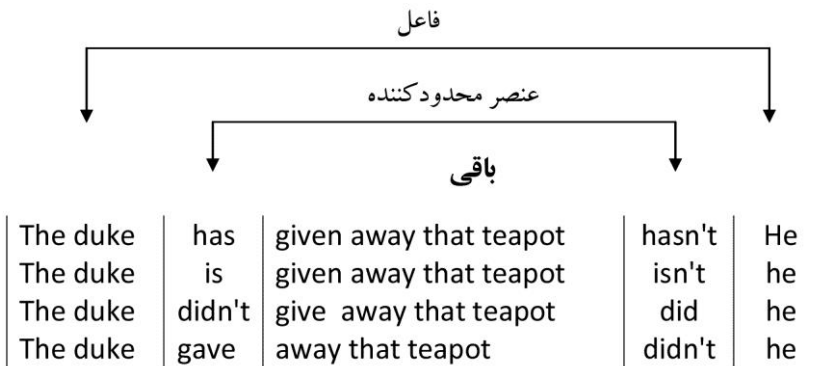 فاعل
عنصر محدودکننده
باقی
The duke has given away that teapot hasn't He
The duke is given away that teapot isn't he
The duke didn't give away that teapot did he
The duke gave away that teapot didn't he